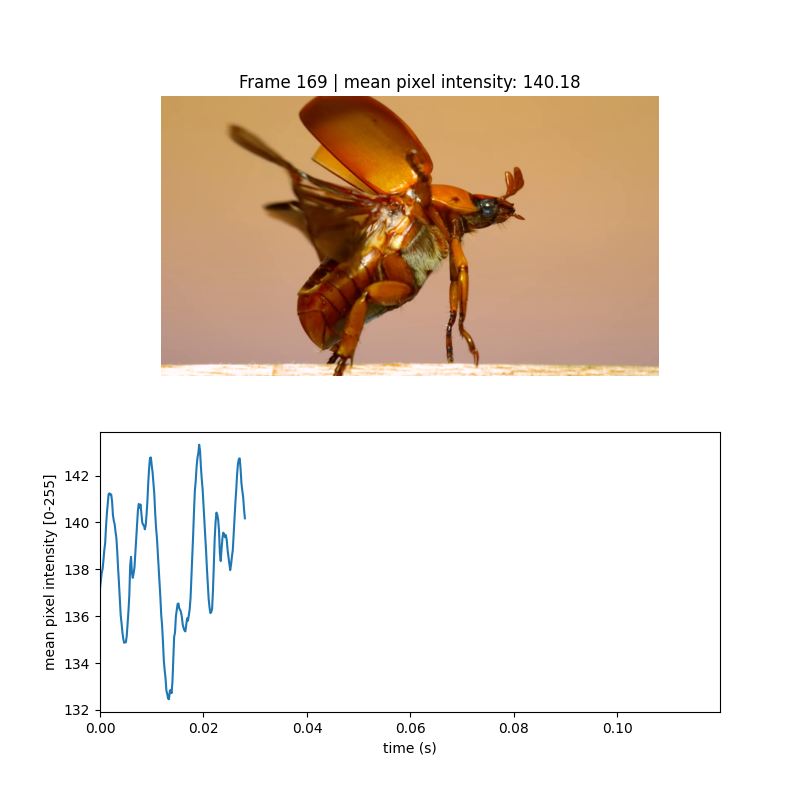 Frame 169 | mean pixel intensity: 140.18
142
140
138
136
134
132
mean pixel intensity [0-255]
0.00 0.02 0.04 0.06 0.08 0.10
time (s)